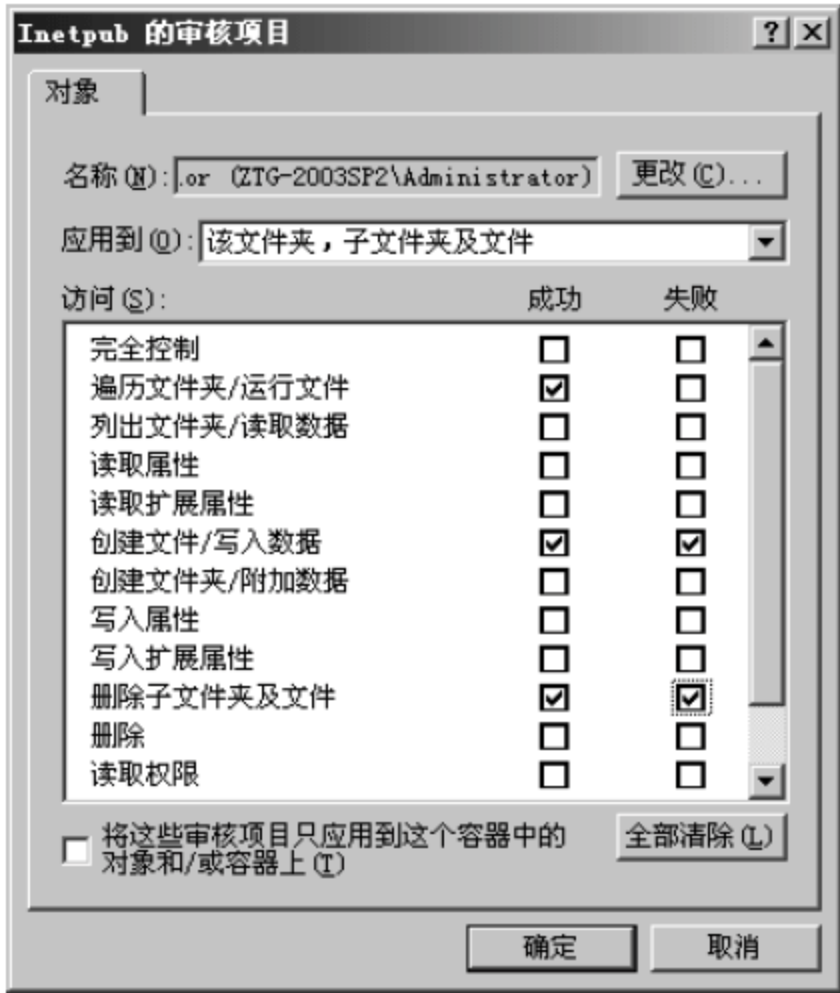 Inetpub 的审核项目
对象
名称(N): .or (ZTG-2003SP2\Administrator) 更改(C)...
应用到(O): 该文件夹，子文件夹及文件
访问(S): 成功 失败
完全控制
遍历文件夹/运行文件
列出文件夹/读取数据
读取属性
读取扩展属性
创建文件/写入数据
创建文件夹/附加数据
写入属性
写入扩展属性
删除子文件夹及文件
删除
读取权限
将这些审核项目只应用到这个容器中的
对象和/或容器上(T)
全部清除(L)
确定 取消